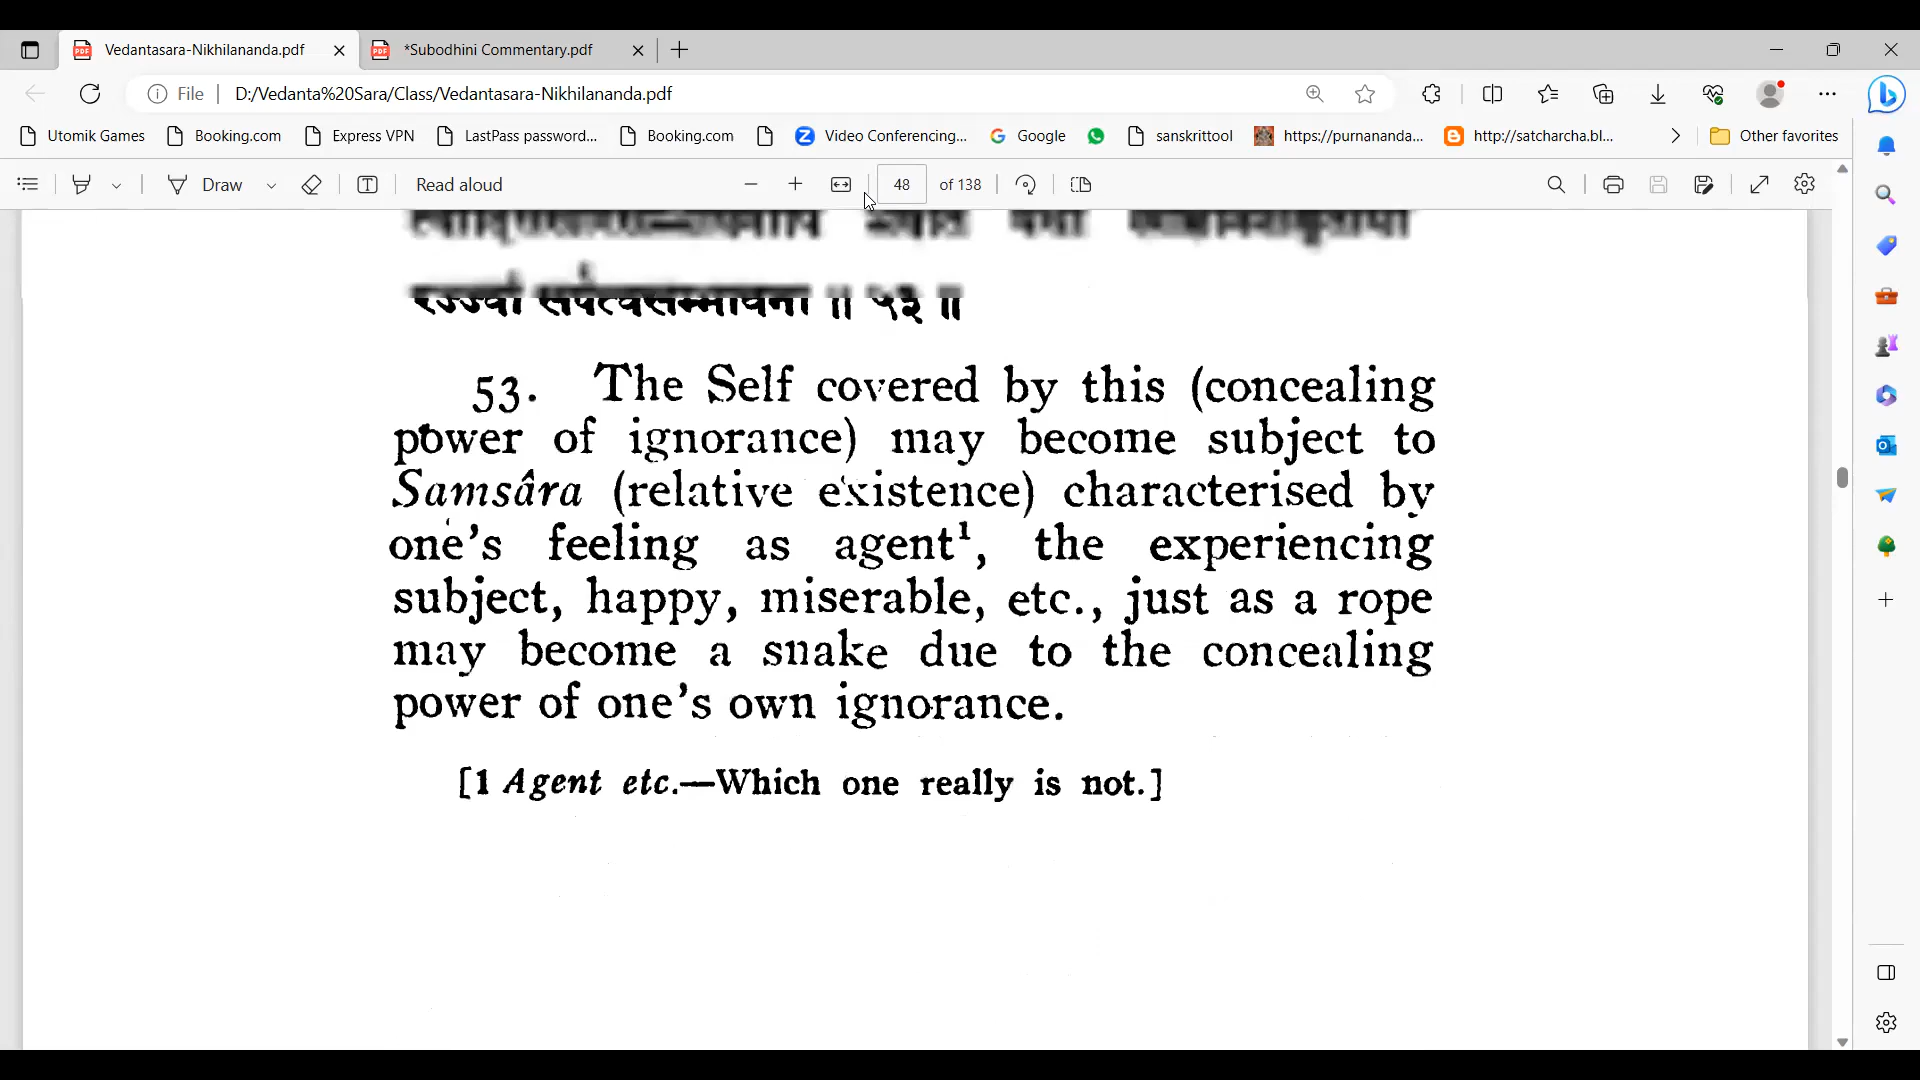 Vedantasara-Nikhilananda.pdf
*Subodhini Commentary.pdf
File
D:/Vedanta%20Sara/Class/Vedantasara-Nikhilananda.pdf
Utomik Games
Booking.com
Express VPN
LastPass password...
Booking.com
Video Conferencing...
Google
sanskrittool
https://purnananda...
http://satcharcha.bl...
Other favorites
Draw
Read aloud
48
of 138
रज्ज्वां सर्पत्वसम्भावना ॥ ५३ ॥
53. The Self covered by this (concealing
power of ignorance) may become subject to
Samsâra (relative existence) characterised by
one's feeling as agent¹, the experiencing
subject, happy, miserable, etc., just as a rope
may become a snake due to the concealing
power of one's own ignorance.
[1 Agent etc.—Which one really is not.]